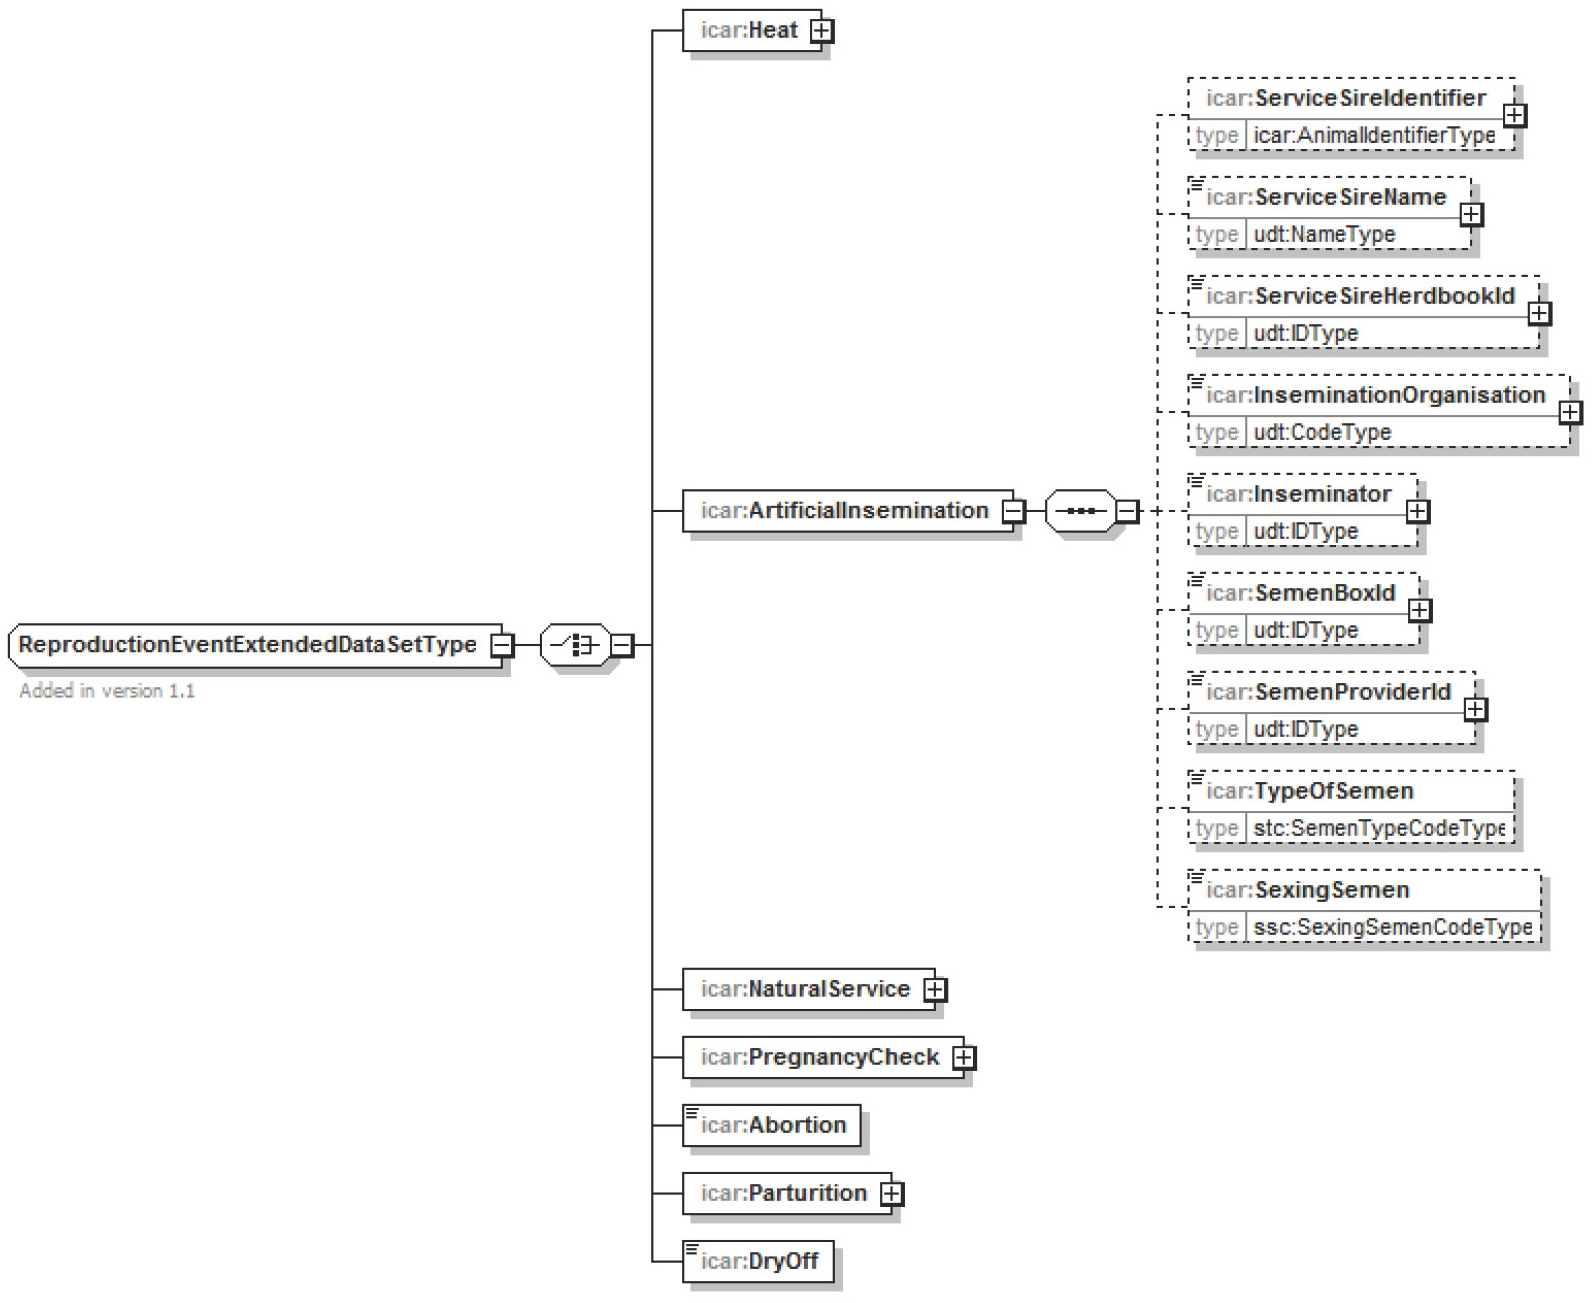 icar:Heat
icar:ServiceSireIdentifier
type icar:AnimalIdentifierType
icar:ServiceSireName
type udt:NameType
icar:ServiceSireHerdbookId
type udt:IDType
icar:InseminationOrganisation
type udt:CodeType
icar:Inseminator
type udt:IDType
icar:ArtificialInsemination
icar:SemenBoxId
type udt:IDType
ReproductionEventExtendedDataSetType
Added in version 1.1
icar:SemenProviderId
type udt:IDType
icar:TypeOfSemen
type stc:SemenTypeCodeType
icar:SexingSemen
type ssc:SexingSemenCodeType
icar:NaturalService
icar:PregnancyCheck
icar:Abortion
icar:Parturition
icar:DryOff